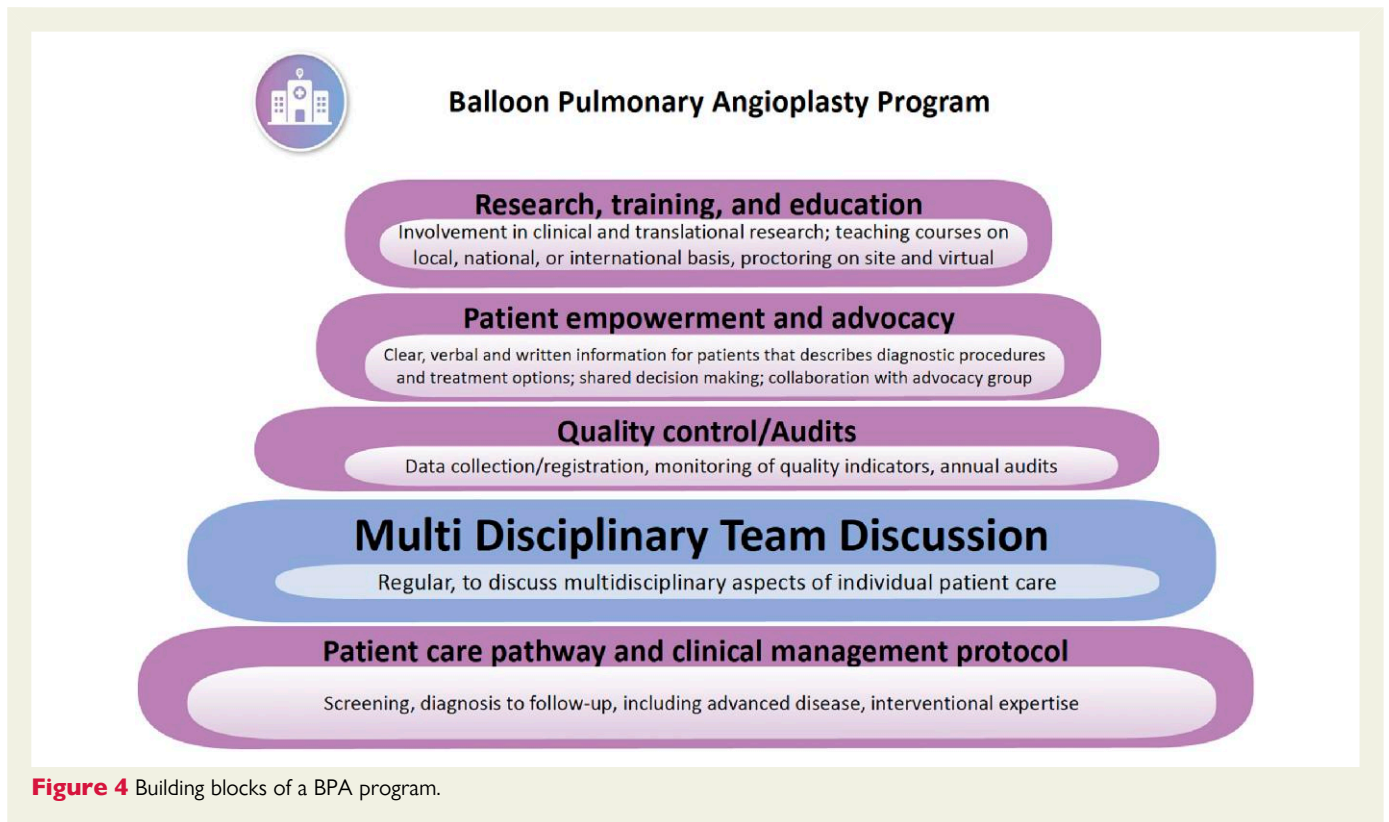 Balloon Pulmonary Angioplasty Program
Research, training, and education
Involvement in clinical and translational research; teaching courses on
local, national, or international basis, proctoring on site and virtual
Patient empowerment and advocacy
Clear, verbal and written information for patients that describes diagnostic procedures
and treatment options; shared decision making; collaboration with advocacy group
Quality control/Audits
Data collection/registration, monitoring of quality indicators, annual audits
Multi Disciplinary Team Discussion
Regular, to discuss multidisciplinary aspects of individual patient care
Patient care pathway and clinical management protocol
Screening, diagnosis to follow-up, including advanced disease, interventional expertise
Figure 4 Building blocks of a BPA program.